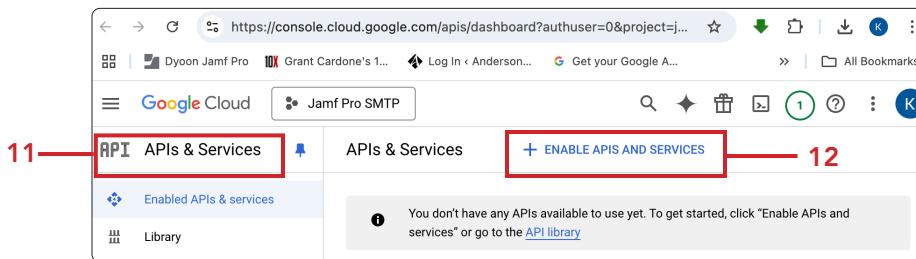 https://console.cloud.google.com/apis/dashboard?authuser=0&project=j...
K
Dyoon Jamf Pro
10X Grant Cardone's 1...
Log In ‹ Anderson...
G Get your Google A...
»
All Bookmarks
Google Cloud
Jamf Pro SMTP
1
K
11
API APIs & Services
APIs & Services
+ ENABLE APIS AND SERVICES
12
Enabled APIs & services
You don't have any APIs available to use yet. To get started, click “Enable APIs and
services” or go to the API library
Library